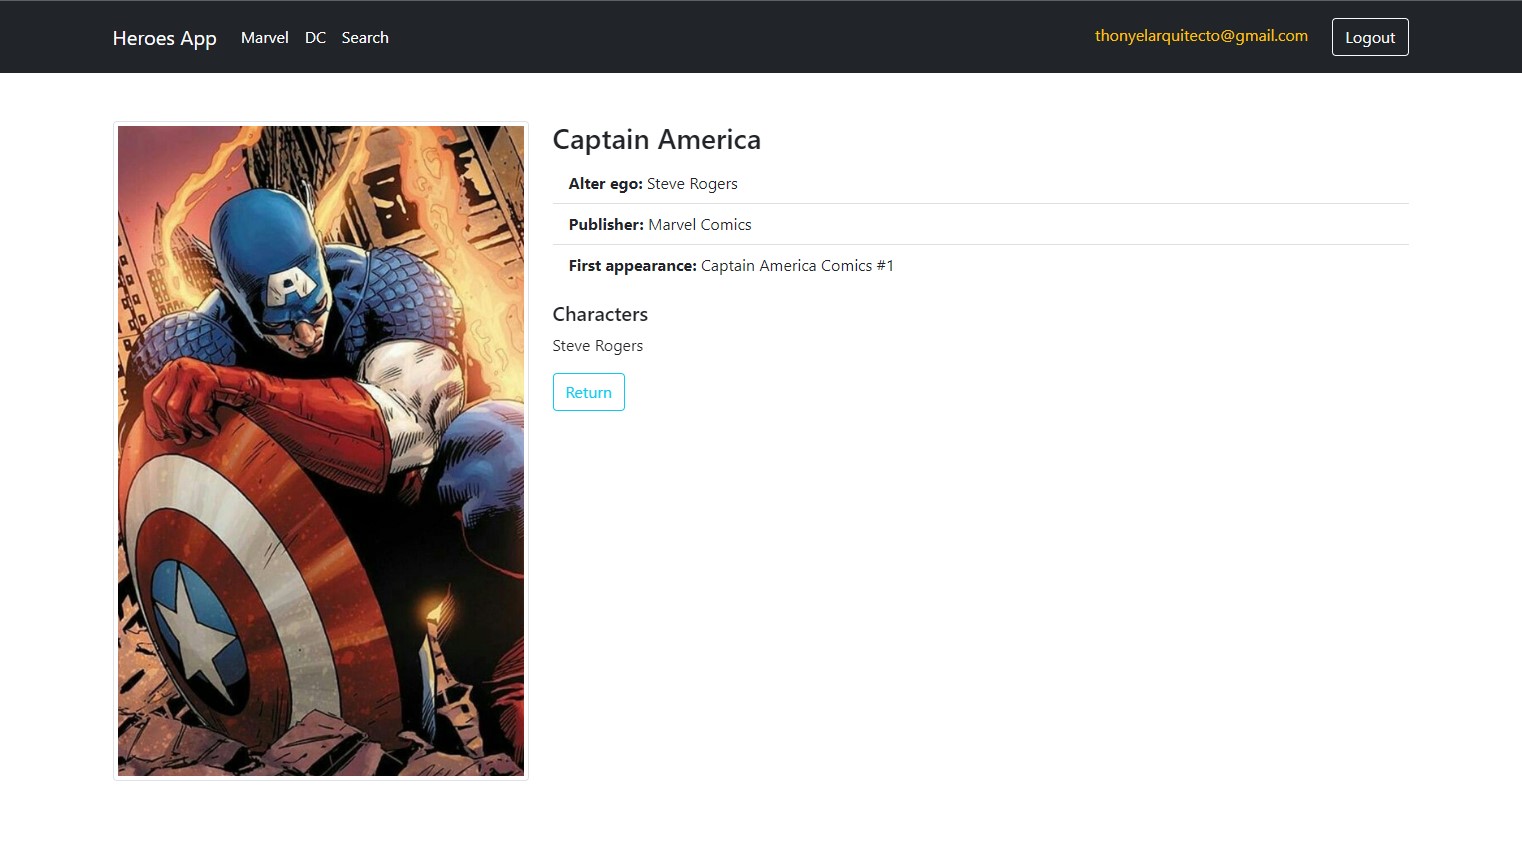 Heroes App Marvel DC Search thonyelarquitecto@gmail.com Logout
Captain America
Alter ego: Steve Rogers
Publisher: Marvel Comics
First appearance: Captain America Comics #1
Characters
Steve Rogers
Return
A